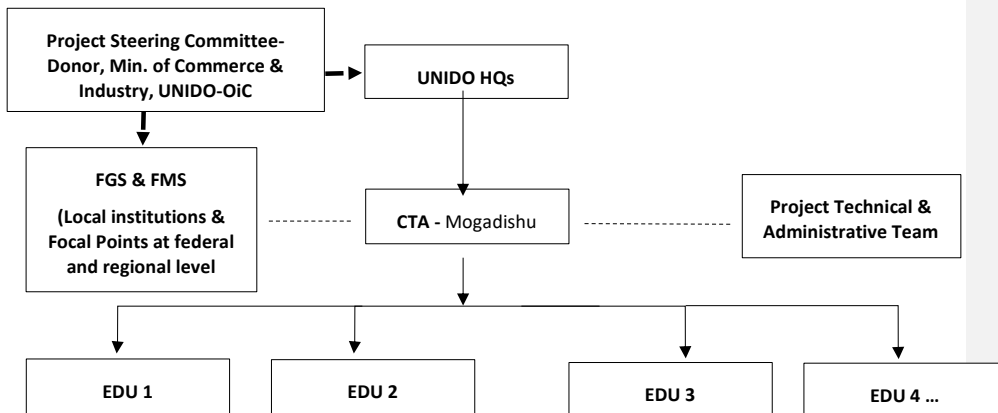 Project Steering Committee-
Donor, Min. of Commerce &
Industry, UNIDO-OiC
UNIDO HQs
FGS & FMS
(Local institutions &
Focal Points at federal
and regional level
CTA - Mogadishu
Project Technical &
Administrative Team
EDU 1
EDU 2
EDU 3
EDU 4 ...